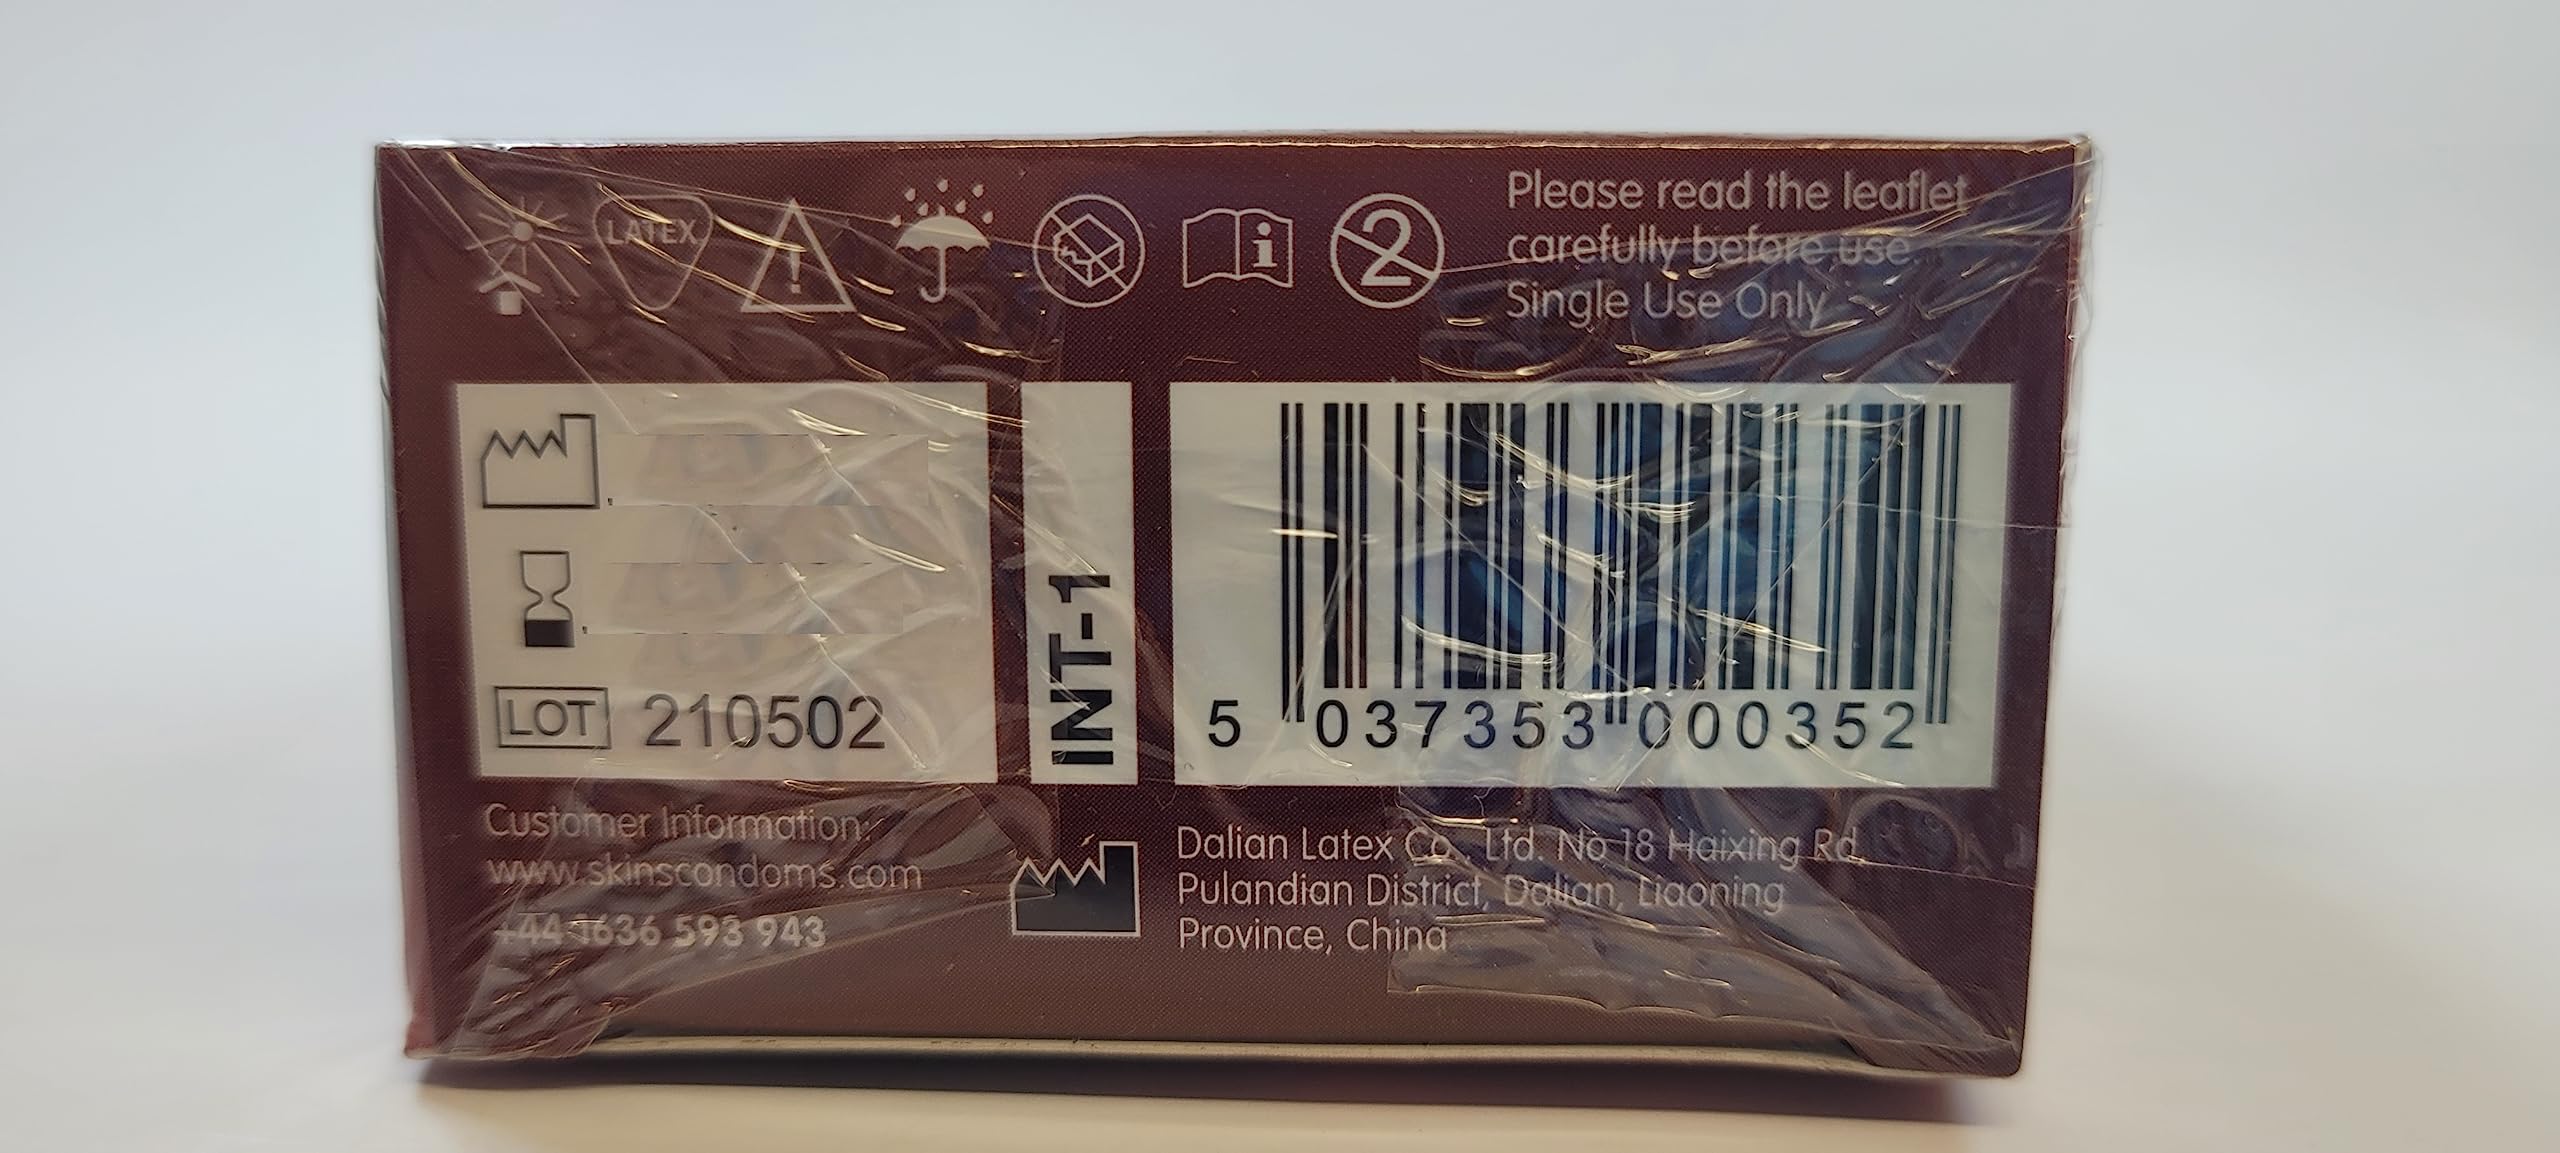 LATEX
2
Please read the leaflet
carefully before use.
Single Use Only
LOT 210502
INT-1
5 037353 000352
Customer Information:
www.skinscondoms.com
+44 1636 593 943
Dalian Latex Co., Ltd. No 18 Haixing Rd,
Pulandian District, Dalian, Liaoning
Province, China